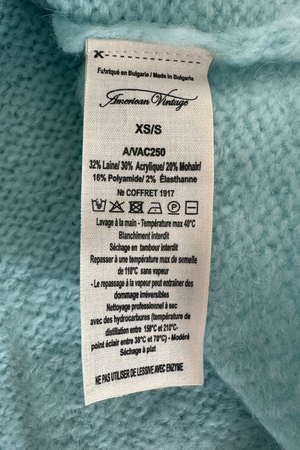 Fabriqué en Bulgarie / Made in Bulgarie
American Vintage
XS/S
A/VAC250
32% Laine/ 30% Acrylique/ 20% Mohair/
16% Polyamide/ 2% Élasthanne
№ COFFRET 1917
Lavage à la main - Température max 40°C
Blanchiment interdit
Séchage en tambour interdit
Repasser à une température max de semelle
de 110°C sans vapeur
- Le repassage à la vapeur peut entraîner des
dommage irréversibles
Nettoyage professionnel à sec
avec des hydrocarbures (température de
distillation entre 150°C et 210°C-
point éclair entre 38°C et 70°C) - Modéré
Séchage à plat
NE PAS UTILISER DE LESSIVE AVEC ENZYME